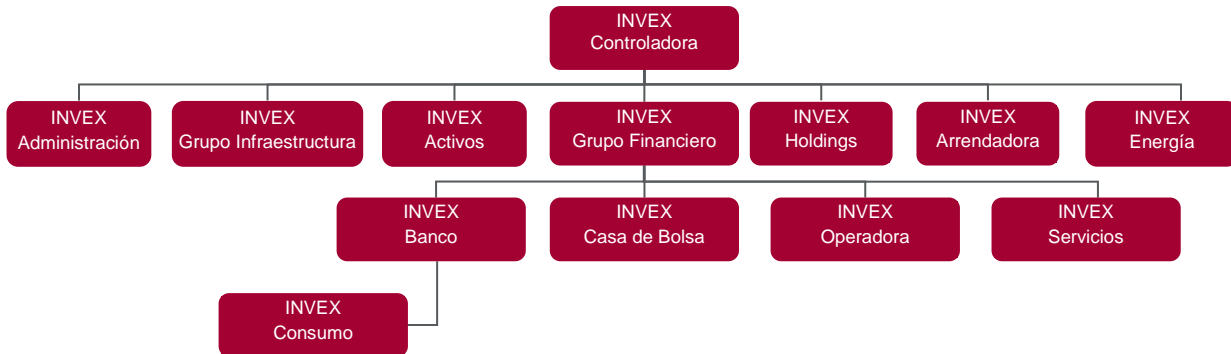 INVEX
Controladora
INVEX
Administración
INVEX
Grupo Infraestructura
INVEX
Activos
INVEX
Grupo Financiero
INVEX
Holdings
INVEX
Arrendadora
INVEX
Energía
INVEX
Banco
INVEX
Casa de Bolsa
INVEX
Operadora
INVEX
Servicios
INVEX
Consumo